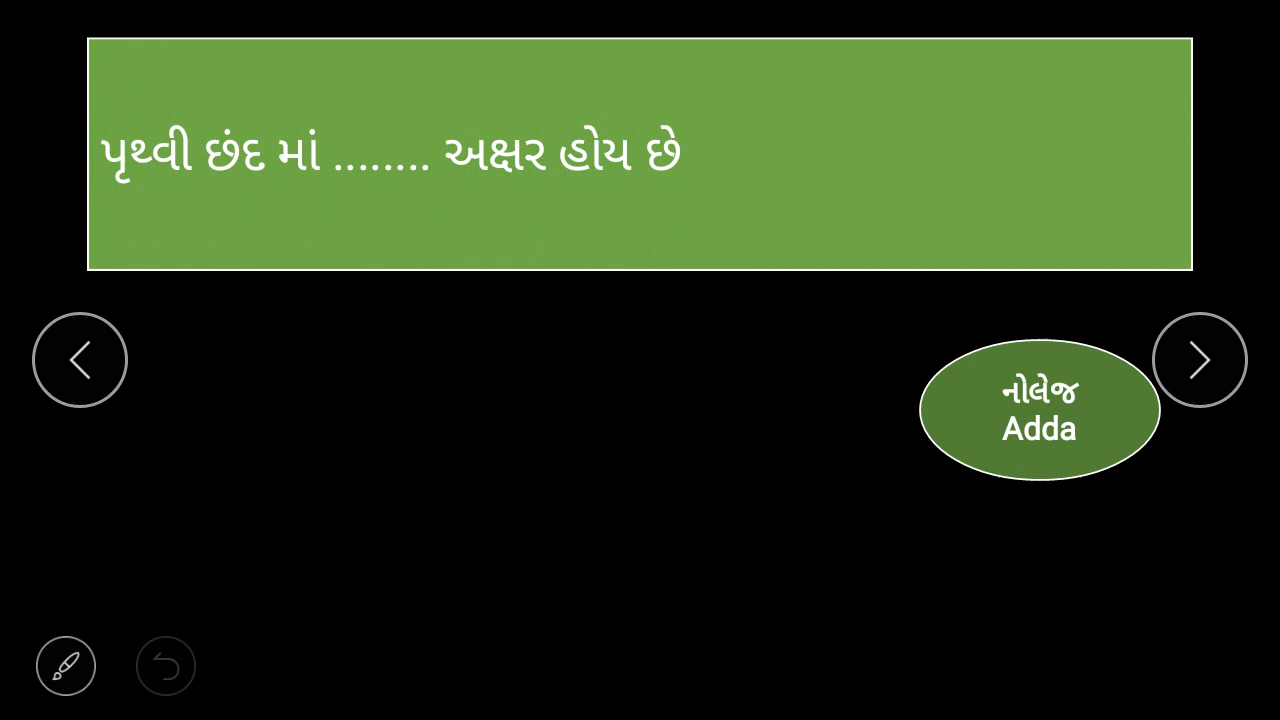 પૃથ્વી છંદ માં ........ અક્ષર હોય છે
નોલેજ
Adda